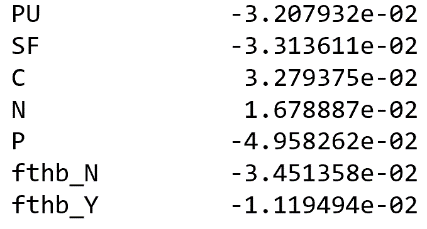 PU -3.207932e-02
SF -3.313611e-02
C 3.279375e-02
N 1.678887e-02
P -4.958262e-02
fthb_N -3.451358e-02
fthb_Y -1.119494e-02